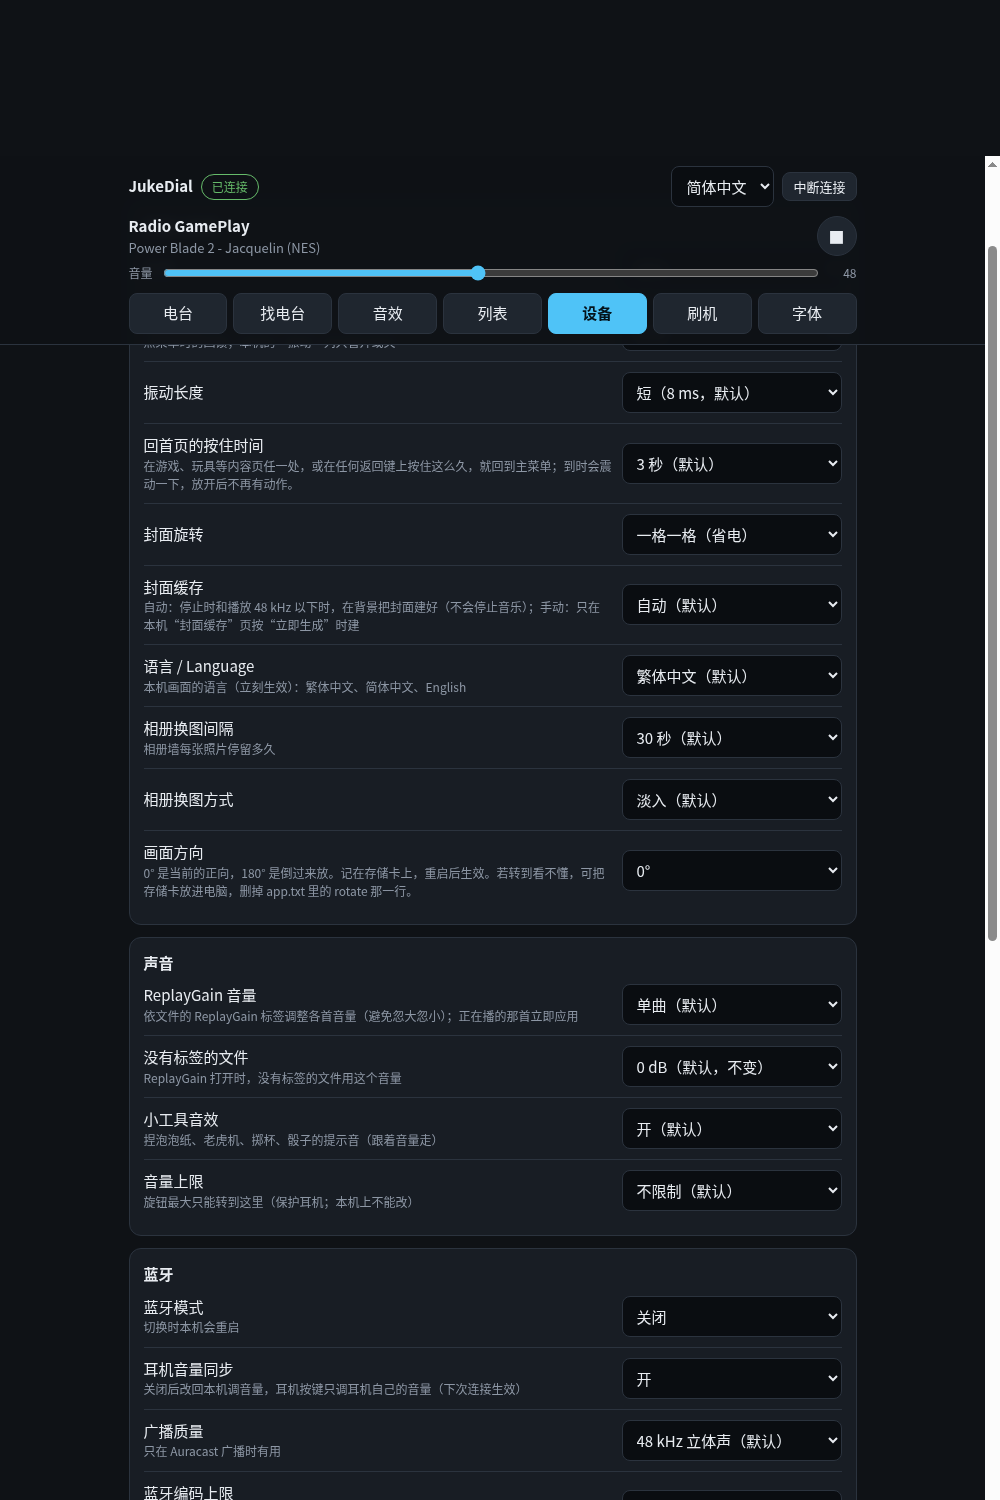 JukeDial 已连接 简体中文 中断连接
Radio GamePlay
Power Blade 2 - Jacquelin (NES)
音量 48
电台 找电台 音效 列表 设备 刷机 字体
振动长度 短（8 ms，默认）
回首页的按住时间
在游戏、玩具等内容页任一处，或在任何返回键上按住这么久，就回到主菜单；到时会震
动一下，放开后不再有动作。
3 秒（默认）
封面旋转 一格一格（省电）
封面缓存
自动：停止时和播放 48 kHz 以下时，在背景把封面建好（不会停止音乐）；手动：只在
本机“封面缓存”页按“立即生成”时建
自动（默认）
语言 / Language
本机画面的语言（立刻生效）：繁体中文、简体中文、English
繁体中文（默认）
相册换图间隔
相册墙每张照片停留多久
30 秒（默认）
相册换图方式 淡入（默认）
画面方向
0° 是当前的正向，180° 是倒过来放。记在存储卡上，重启后生效。若转到看不懂，可把
存储卡放进电脑，删掉 app.txt 里的 rotate 那一行。
0°
声音
ReplayGain 音量
依文件的 ReplayGain 标签调整各首音量（避免忽大忽小）；正在播的那首立即应用
单曲（默认）
没有标签的文件
ReplayGain 打开时，没有标签的文件用这个音量
0 dB（默认，不变）
小工具音效
捏泡泡纸、老虎机、掷杯、骰子的提示音（跟着音量走）
开（默认）
音量上限
旋钮最大只能转到这里（保护耳机；本机上不能改）
不限制（默认）
蓝牙
蓝牙模式
切换时本机会重启
关闭
耳机音量同步
关闭后改回本机调音量，耳机按键只调耳机自己的音量（下次连接生效）
开
广播质量
只在 Auracast 广播时有用
48 kHz 立体声（默认）
蓝牙编码上限